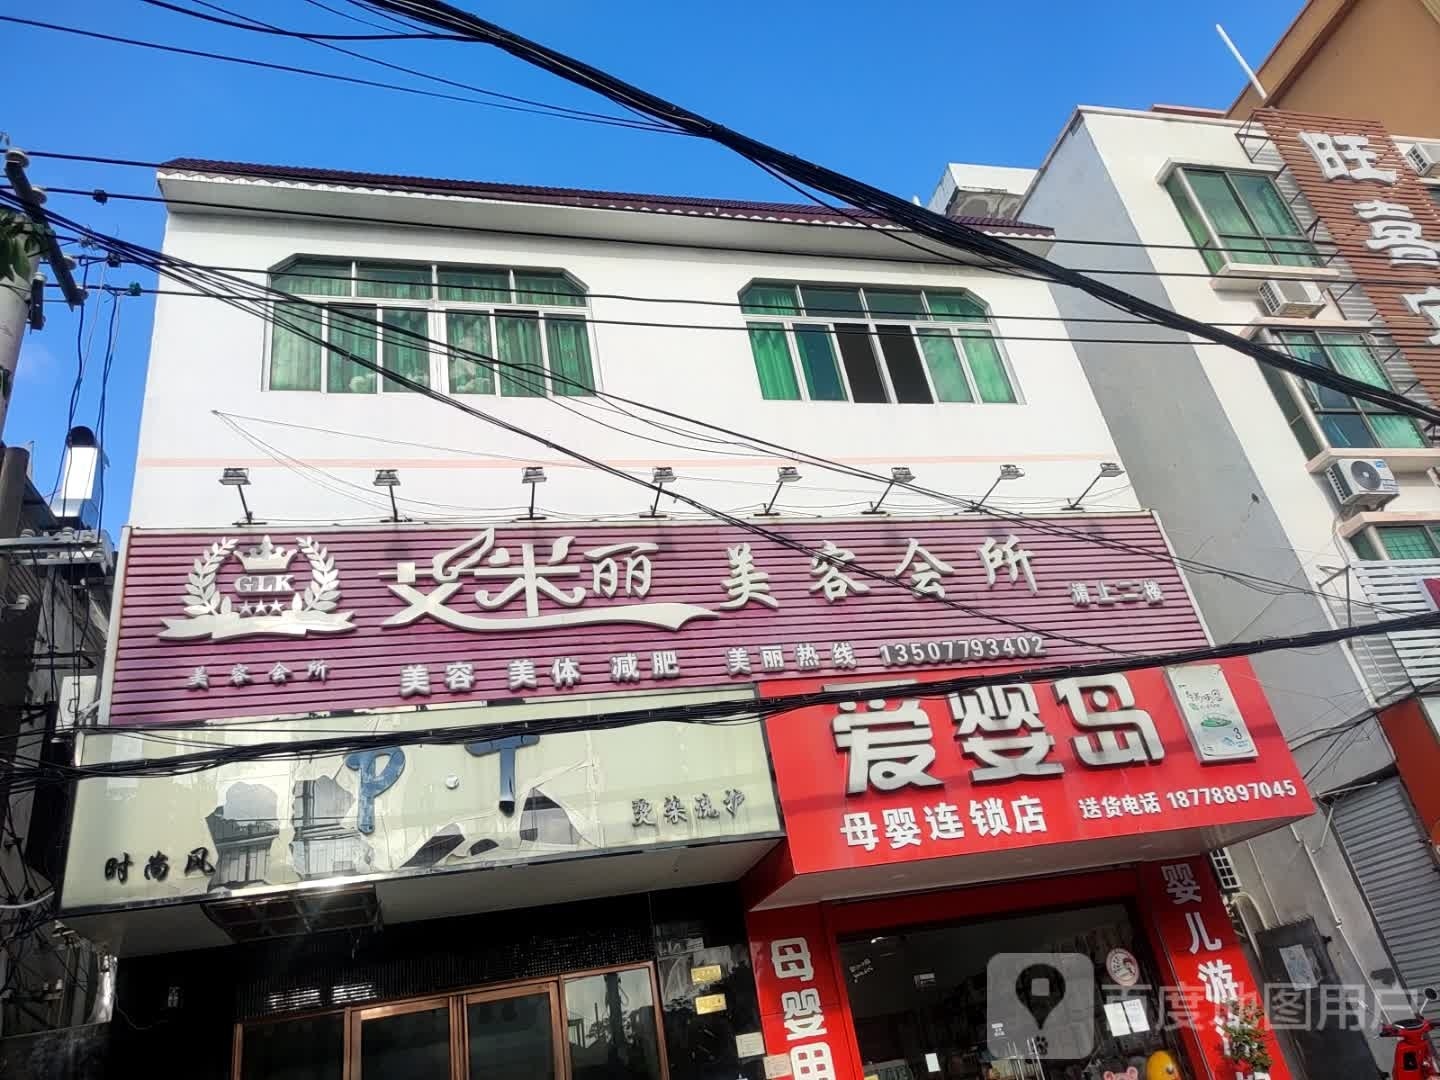 旺喜
GLK
艾米丽美容会所
请上二楼
美容会所
美容 美体 减肥 美丽热线 13507793402
P·T
时尚风
烫染洗护
爱婴岛
母婴连锁店 送货电话 18778897045
3
母婴用
婴儿游
百度地图用户